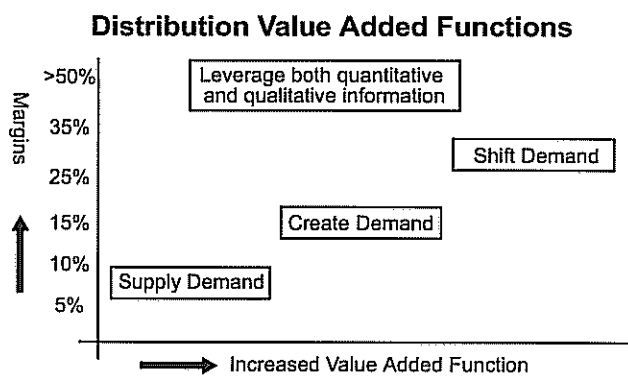 Distribution Value Added Functions
>50%
Leverage both quantitative
and qualitative information
Margins
35%
Shift Demand
25%
15%
Create Demand
10%
Supply Demand
5%
Increased Value Added Function